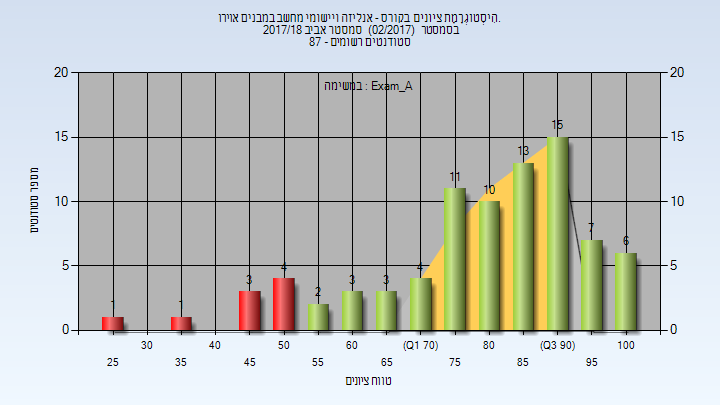 היסְטוגרַמַת ציונים בקורס - אנליזה ויישומי מחשב במבנים אוירו.
בסמסטר (02/2017) סמסטר אביב 2017/18
סטודנטים רשומים - 87
במשימה : Exam_A
מספר סטודנטים
20 20
15 15
10 10
5 5
0 0
1 1 3 4 2 3 3 4 11 10 13 15 7 6
30 40 50 60 (Q1 70) 80 (Q3 90) 100
25 35 45 55 65 75 85 95
טווח ציונים